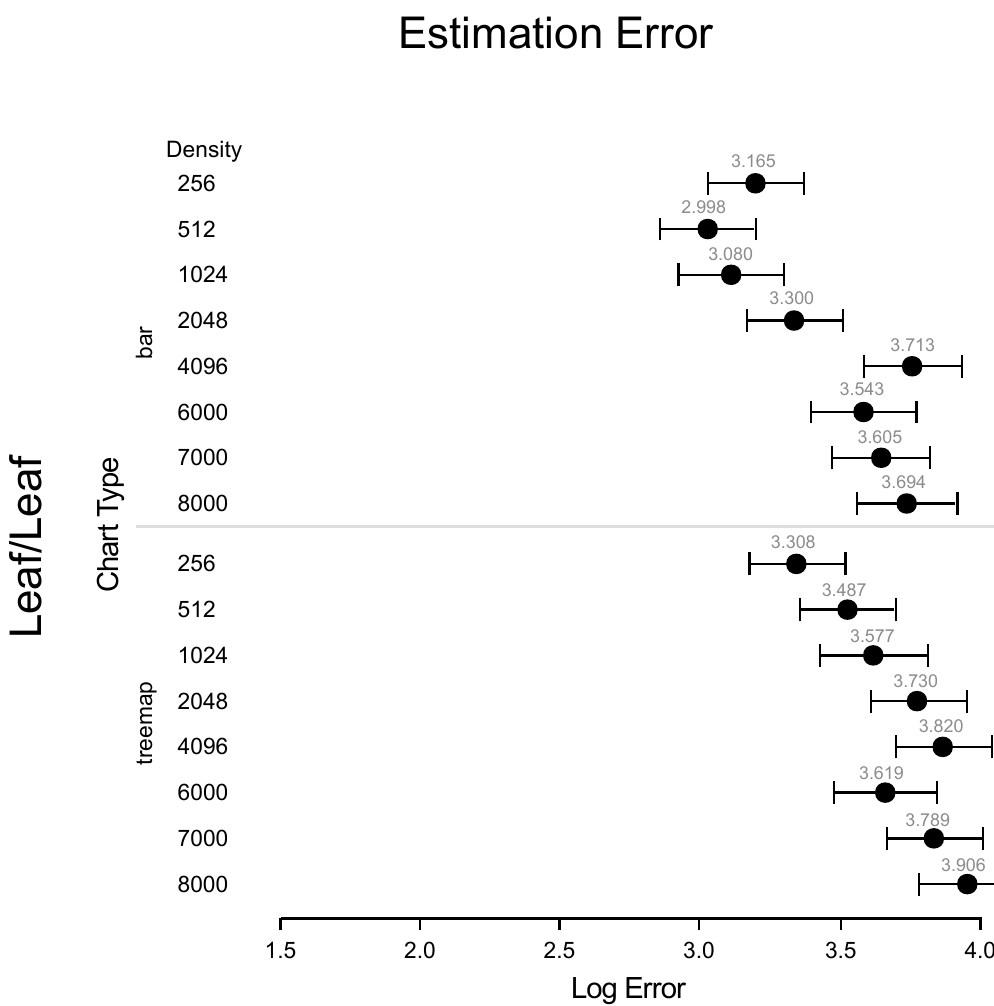 Estimation Error
Leaf/Leaf
Chart Type
Density
bar
256 3.165
512 2.998
1024 3.080
2048 3.300
4096 3.713
6000 3.543
7000 3.605
8000 3.694
treemap
256 3.308
512 3.487
1024 3.577
2048 3.730
4096 3.820
6000 3.619
7000 3.789
8000 3.906
1.5 2.0 2.5 3.0 3.5 4.0
Log Error